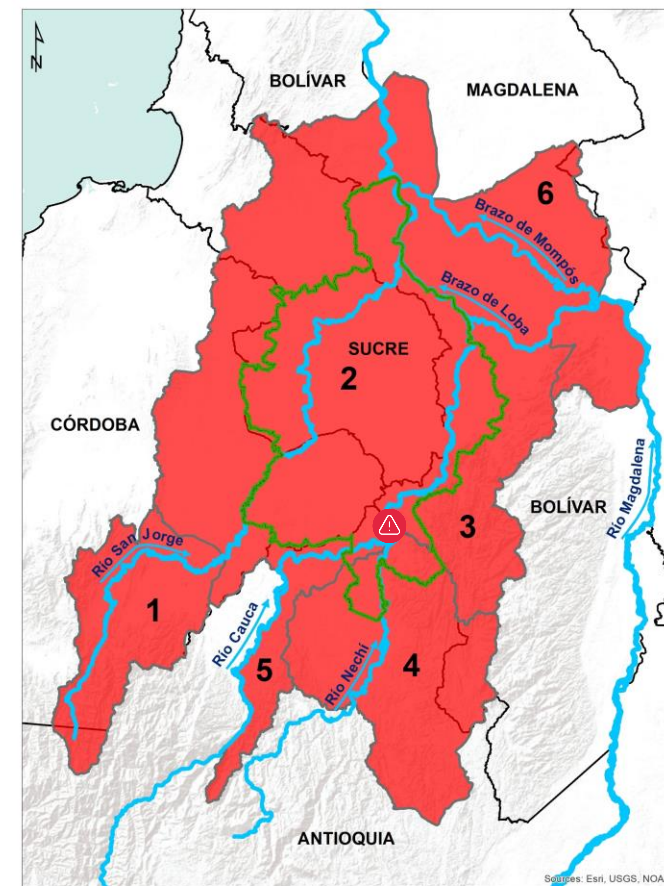 N
BOLÍVAR
MAGDALENA
6
Brazo de Mompós
Brazo de Loba
SUCRE
2
CÓRDOBA
BOLÍVAR
Río Magdalena
3
Río San Jorge
1
Río Cauca
5
Río Nechí
4
ANTIOQUIA
Sources: Esri, USGS, NOA